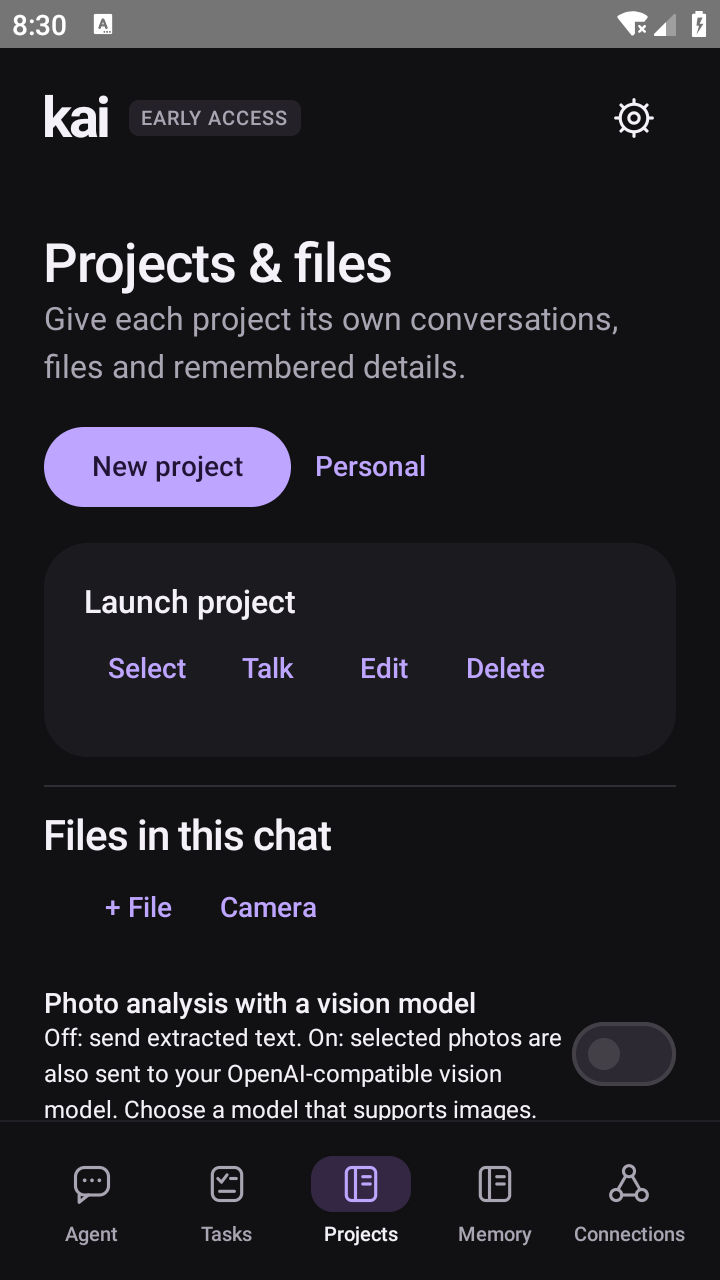 8:30
A
kai
EARLY ACCESS
Projects & files
Give each project its own conversations,
files and remembered details.
New project
Personal
Launch project
Select
Talk
Edit
Delete
Files in this chat
+ File
Camera
Photo analysis with a vision model
Off: send extracted text. On: selected photos are
also sent to your OpenAI-compatible vision
model. Choose a model that supports images.
Agent
Tasks
Projects
Memory
Connections